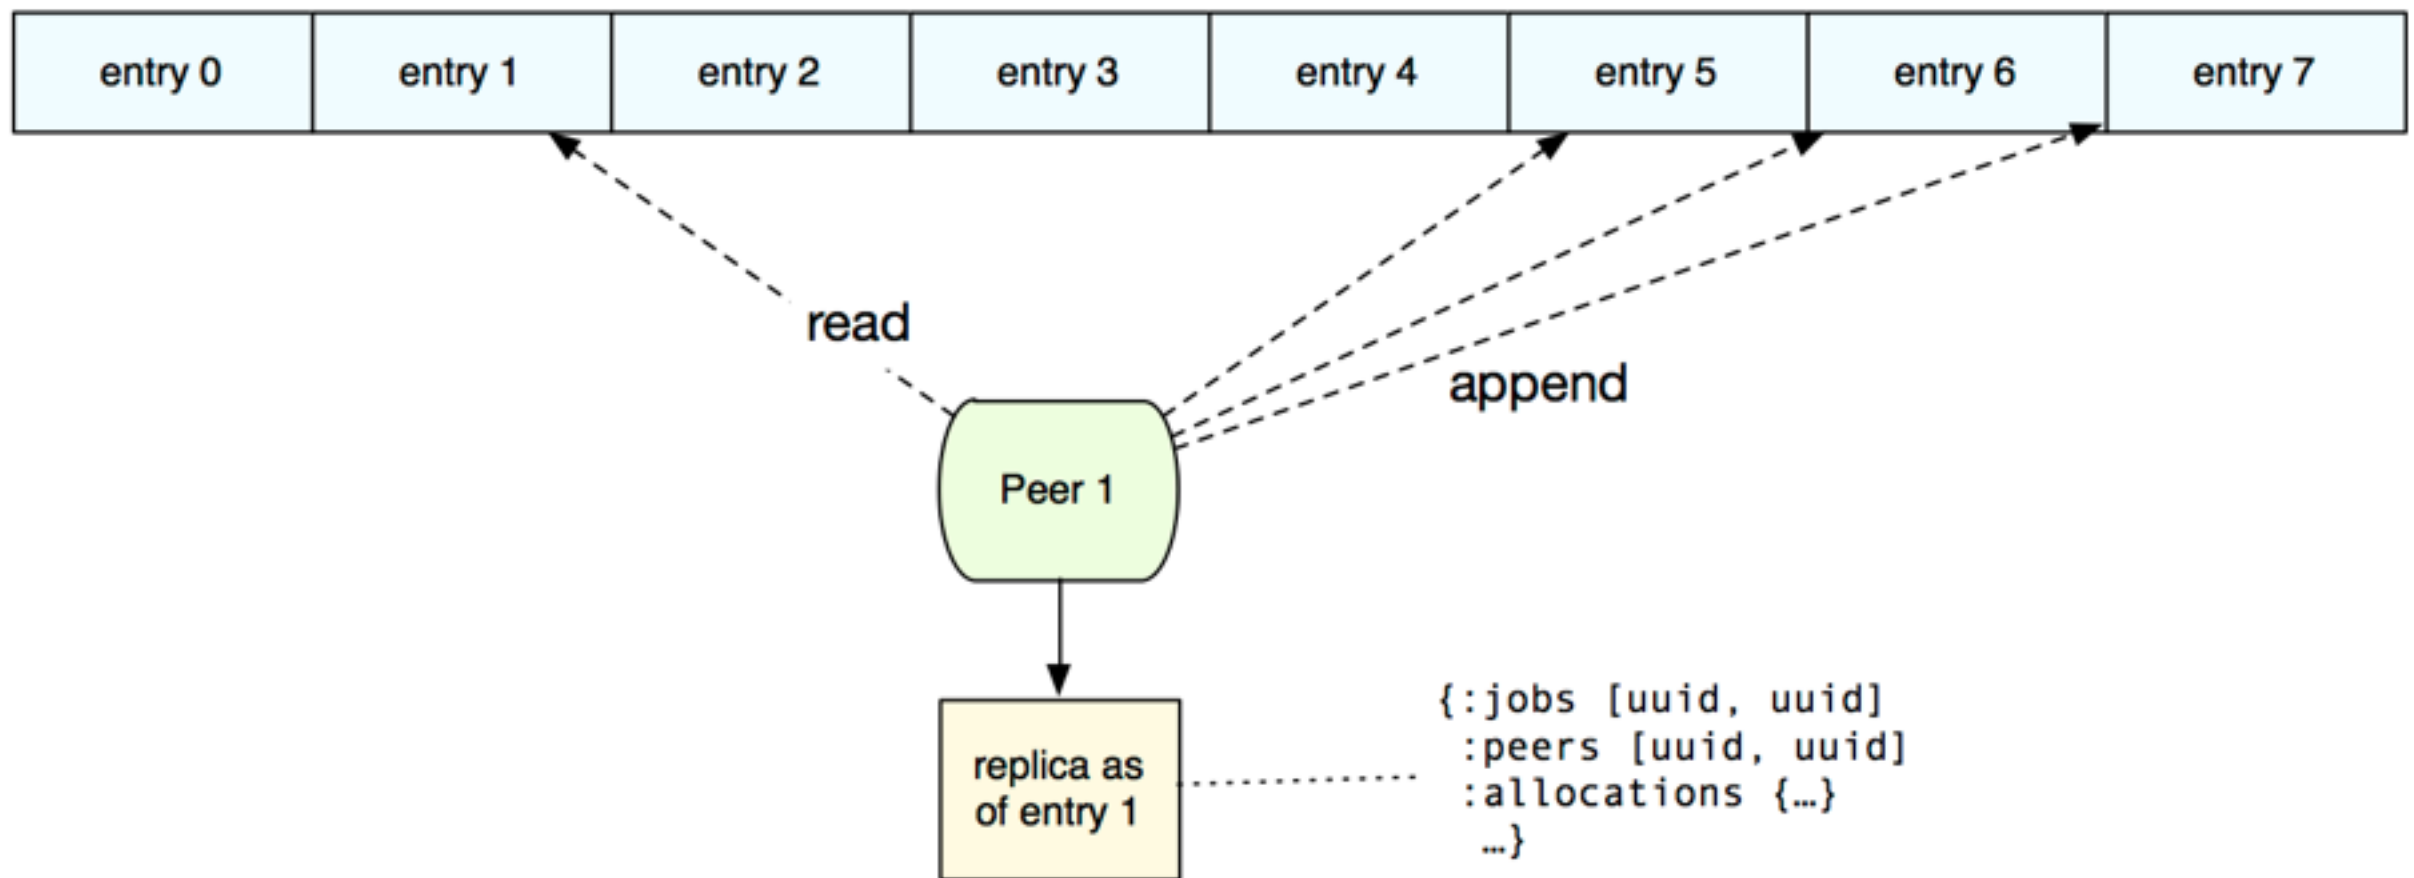 entry 0 entry 1 entry 2 entry 3 entry 4 entry 5 entry 6 entry 7
read
append
Peer 1
replica as
of entry 1
{:jobs [uuid, uuid]
:peers [uuid, uuid]
:allocations {…}
…}